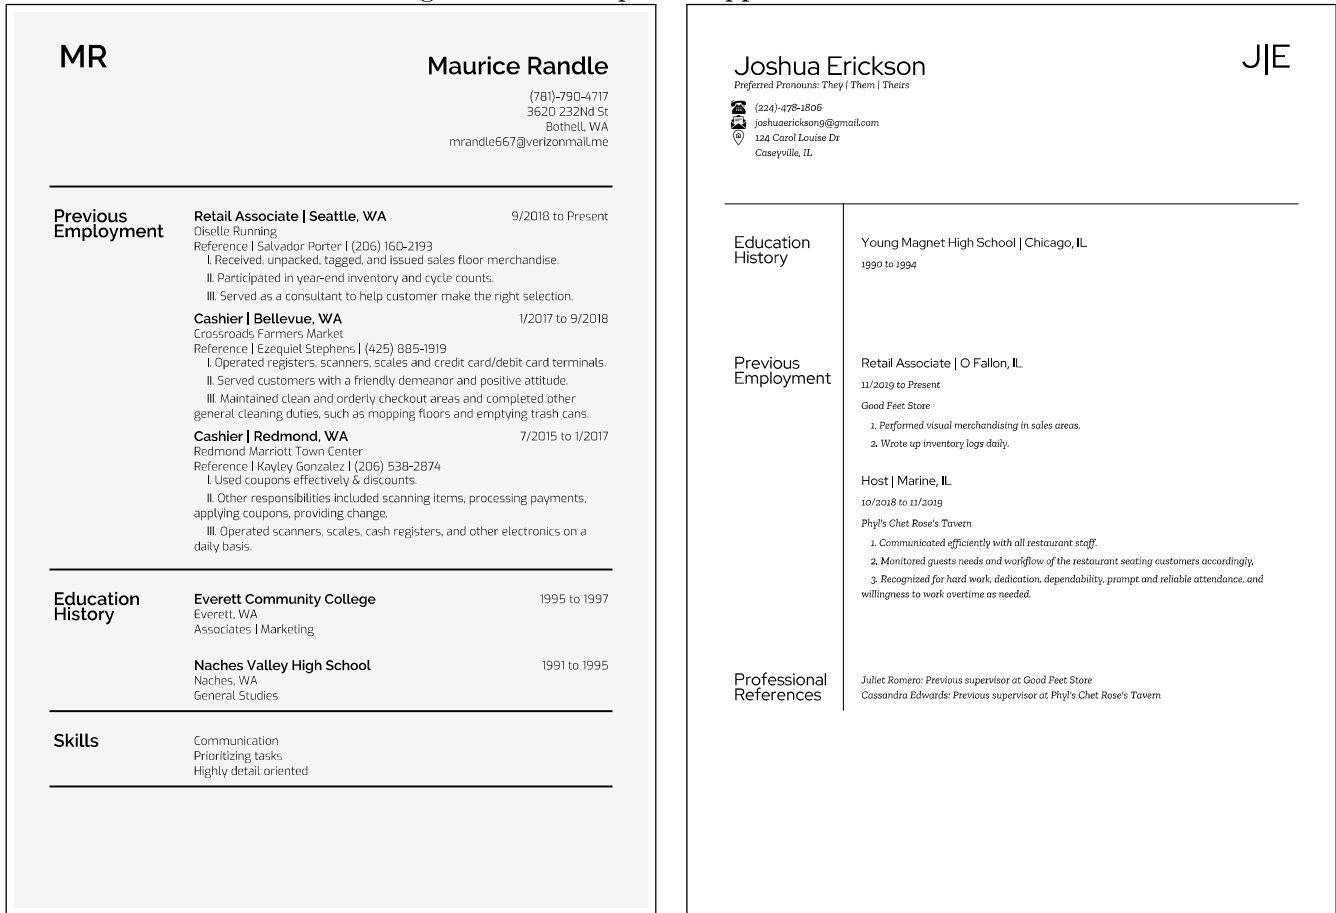 MR
Maurice Randle
(781)-790-4717
3620 232Nd St
Bothell, WA
mrandle667@verizonmail.me
Previous
Employment
Retail Associate | Seattle, WA
9/2018 to Present
Oiselle Running
Reference | Salvador Porter | (206) 160-2193
I. Received, unpacked, tagged, and issued sales floor merchandise.
II. Participated in year-end inventory and cycle counts.
III. Served as a consultant to help customer make the right selection.
Cashier | Bellevue, WA
1/2017 to 9/2018
Crossroads Farmers Market
Reference | Ezequiel Stephens | (425) 885-1919
I. Operated registers, scanners, scales and credit card/debit card terminals.
II. Served customers with a friendly demeanor and positive attitude.
III. Maintained clean and orderly checkout areas and completed other
general cleaning duties, such as mopping floors and emptying trash cans.
Cashier | Redmond, WA
7/2015 to 1/2017
Redmond Marriott Town Center
Reference | Kayley Gonzalez | (206) 538-2874
I. Used coupons effectively & discounts.
II. Other responsibilities included scanning items, processing payments,
applying coupons, providing change.
III. Operated scanners, scales, cash registers, and other electronics on a
daily basis.
Education
History
Everett Community College
1995 to 1997
Everett, WA
Associates | Marketing
Naches Valley High School
1991 to 1995
Naches, WA
General Studies
Skills
Communication
Prioritizing tasks
Highly detail oriented
Joshua Erickson
J|E
Preferred Pronouns: They | Them | Theirs
(224)-478-1806
joshuaerickson9@gmail.com
124 Carol Louise Dr
Caseyville, IL
Education
History
Young Magnet High School | Chicago, IL
1990 to 1994
Previous
Employment
Retail Associate | O Fallon, IL
11/2019 to Present
Good Feet Store
1. Performed visual merchandising in sales areas.
2. Wrote up inventory logs daily.
Host | Marine, IL
10/2018 to 11/2019
Phyl's Chet Rose's Tavern
1. Communicated efficiently with all restaurant staff.
2. Monitored guests needs and workflow of the restaurant seating customers accordingly.
3. Recognized for hard work, dedication, dependability, prompt and reliable attendance, and
willingness to work overtime as needed.
Professional
References
Juliet Romero: Previous supervisor at Good Feet Store
Cassandra Edwards: Previous supervisor at Phyl's Chet Rose's Tavern